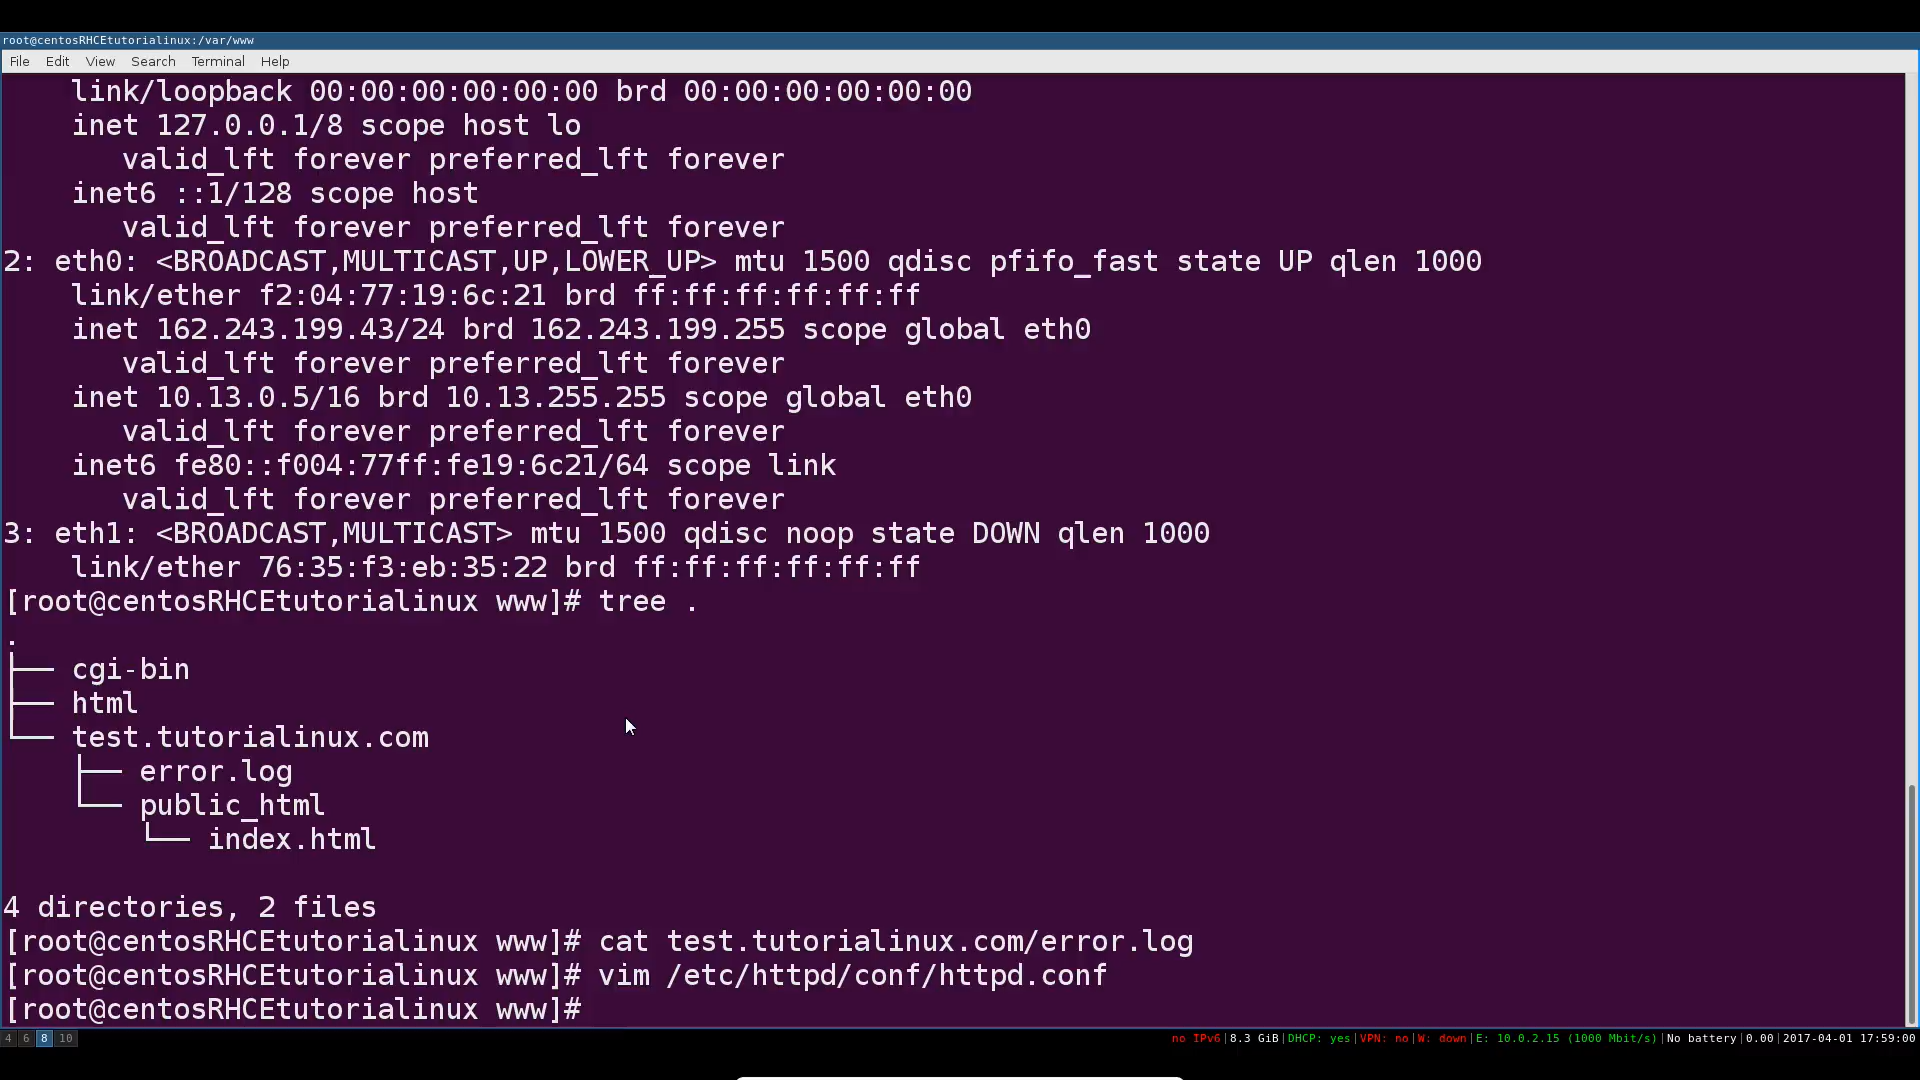 root@centosRHCEtutorialinux:/var/www
File Edit View Search Terminal Help
link/loopback 00:00:00:00:00:00 brd 00:00:00:00:00:00
inet 127.0.0.1/8 scope host lo
valid_lft forever preferred_lft forever
inet6 ::1/128 scope host
valid_lft forever preferred_lft forever
2: eth0: <BROADCAST,MULTICAST,UP,LOWER_UP> mtu 1500 qdisc pfifo_fast state UP qlen 1000
link/ether f2:04:77:19:6c:21 brd ff:ff:ff:ff:ff:ff
inet 162.243.199.43/24 brd 162.243.199.255 scope global eth0
valid_lft forever preferred_lft forever
inet 10.13.0.5/16 brd 10.13.255.255 scope global eth0
valid_lft forever preferred_lft forever
inet6 fe80::f004:77ff:fe19:6c21/64 scope link
valid_lft forever preferred_lft forever
3: eth1: <BROADCAST,MULTICAST> mtu 1500 qdisc noop state DOWN qlen 1000
link/ether 76:35:f3:eb:35:22 brd ff:ff:ff:ff:ff:ff
[root@centosRHCEtutorialinux www]# tree .
.
├── cgi-bin
├── html
└── test.tutorialinux.com
    ├── error.log
    └── public_html
        └── index.html
4 directories, 2 files
[root@centosRHCEtutorialinux www]# cat test.tutorialinux.com/error.log
[root@centosRHCEtutorialinux www]# vim /etc/httpd/conf/httpd.conf
[root@centosRHCEtutorialinux www]#
4 6 8 10 no IPv6|8.3 GiB|DHCP: yes|VPN: no|W: down|E: 10.0.2.15 (1000 Mbit/s)|No battery|0.00|2017-04-01 17:59:00